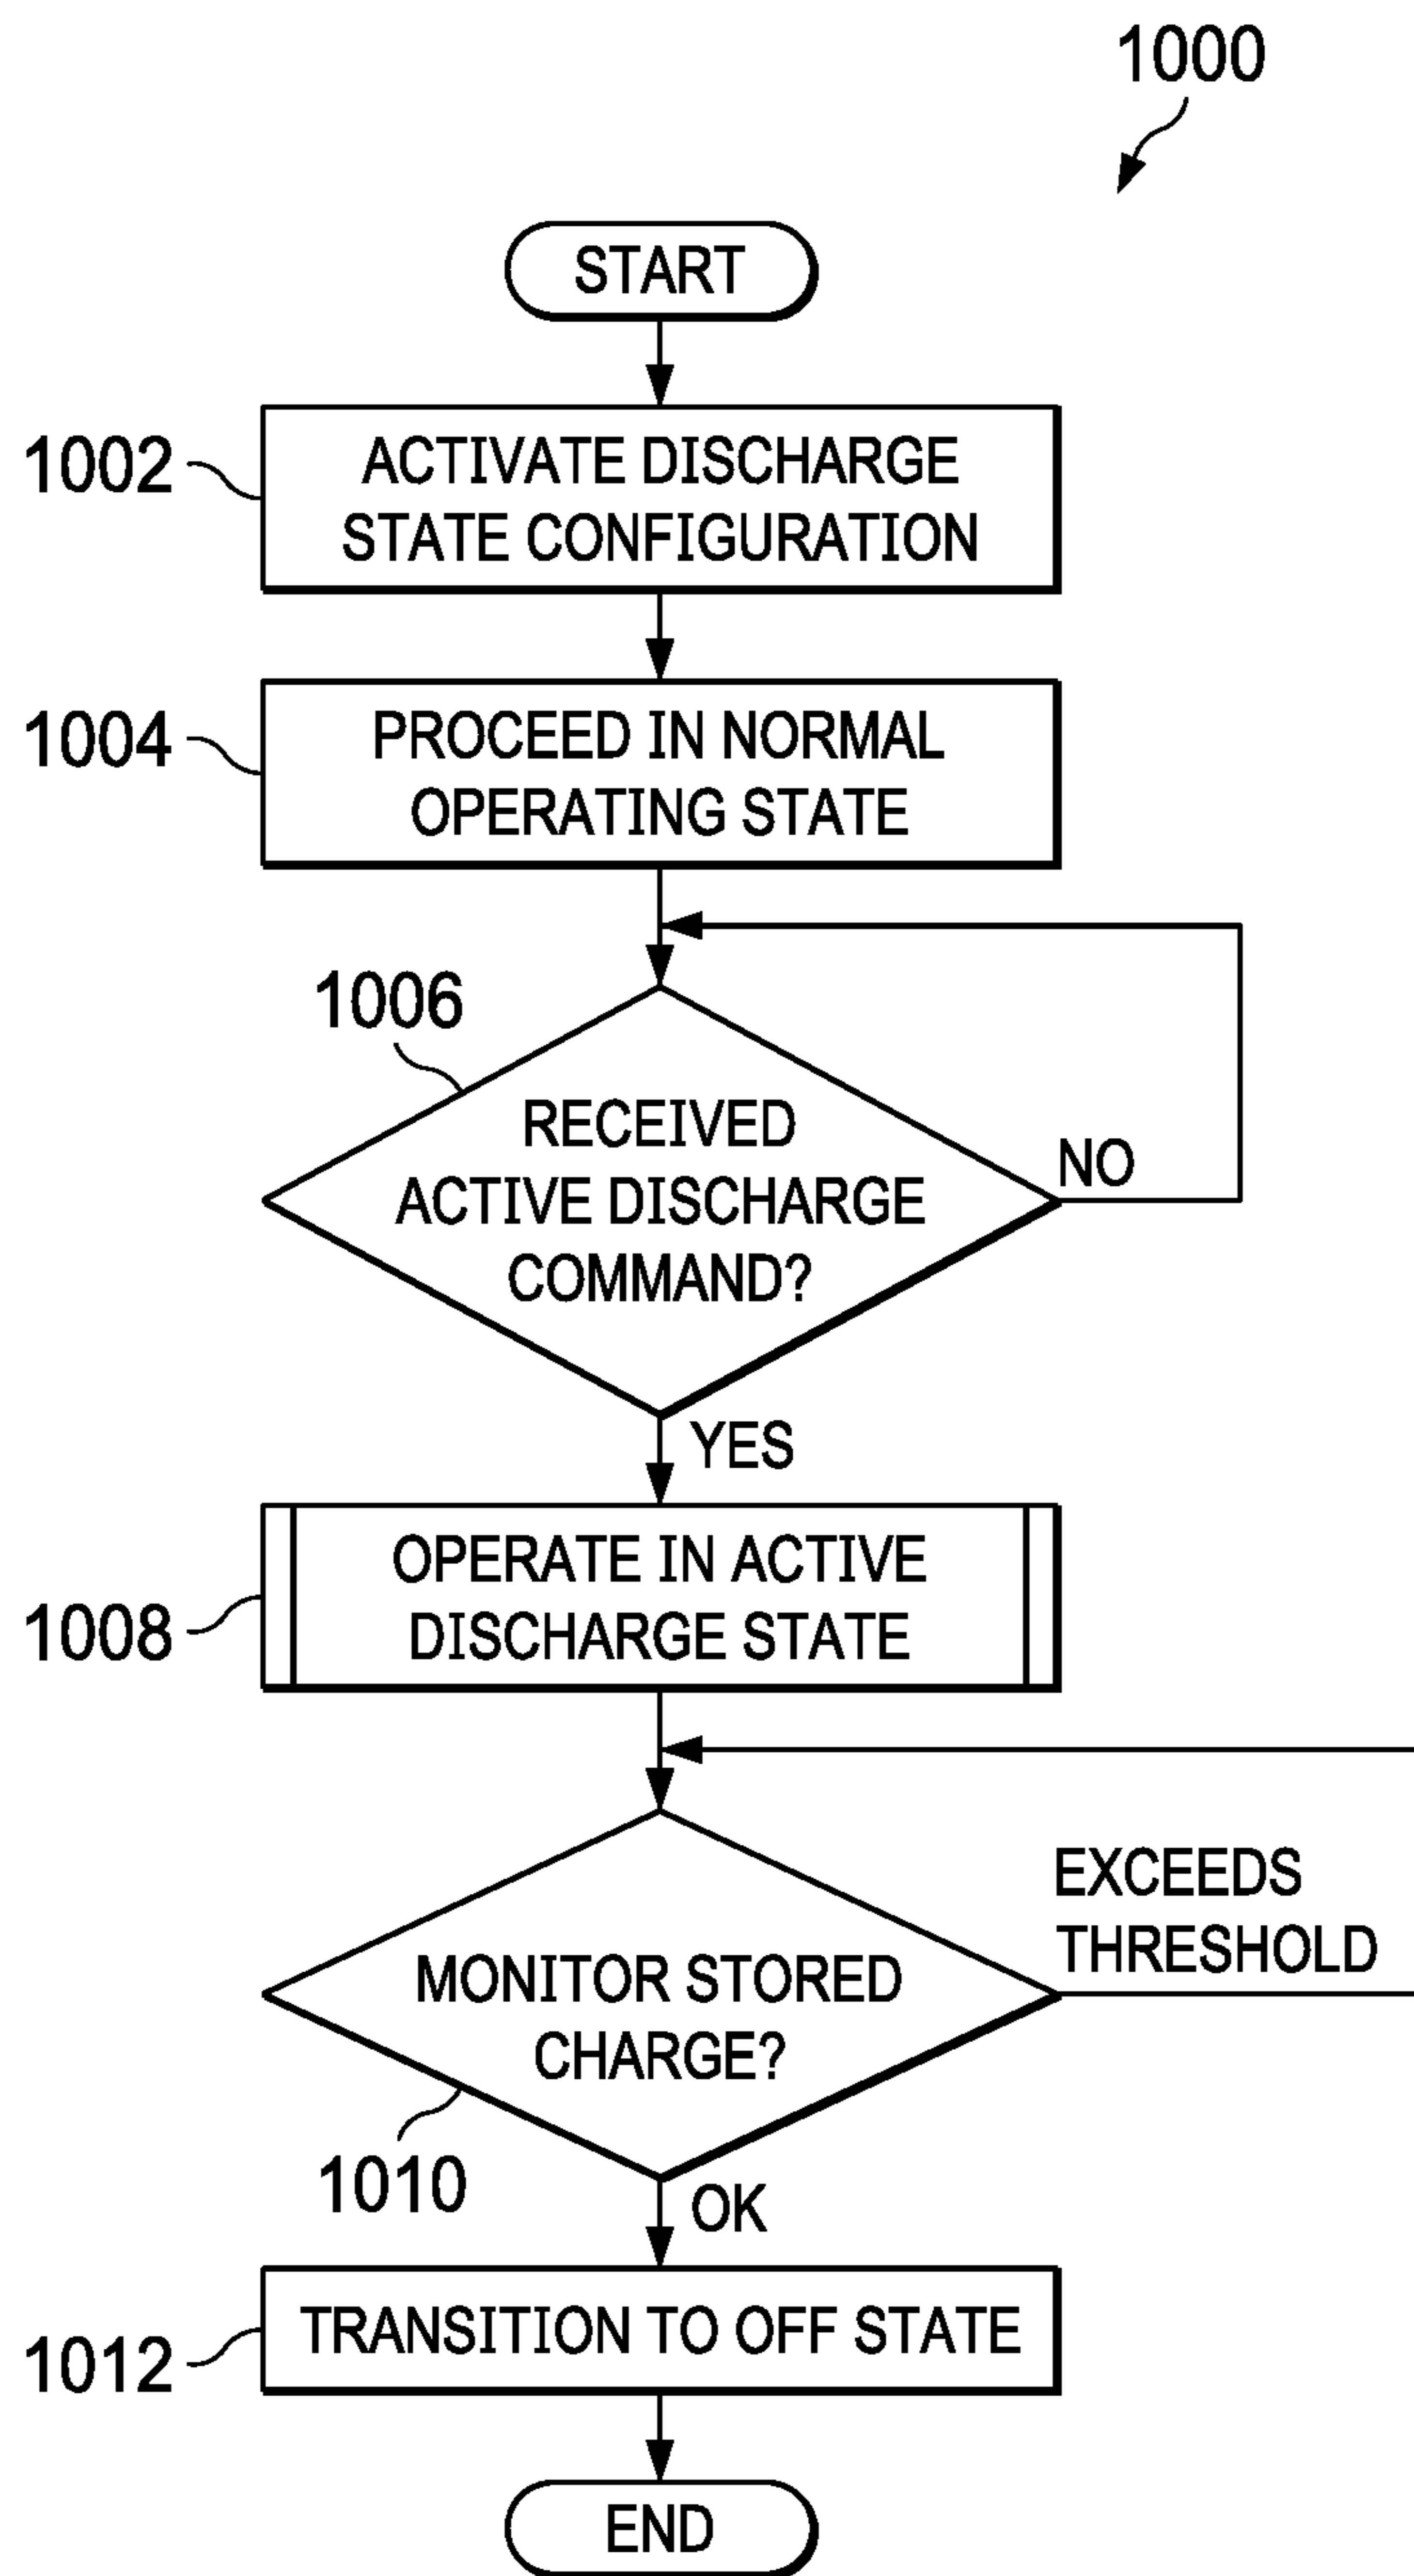 1000
START
1002
ACTIVATE DISCHARGE
STATE CONFIGURATION
1004
PROCEED IN NORMAL
OPERATING STATE
1006
RECEIVED
ACTIVE DISCHARGE
COMMAND?
NO
YES
1008
OPERATE IN ACTIVE
DISCHARGE STATE
EXCEEDS
THRESHOLD
MONITOR STORED
CHARGE?
1010
OK
1012
TRANSITION TO OFF STATE
END